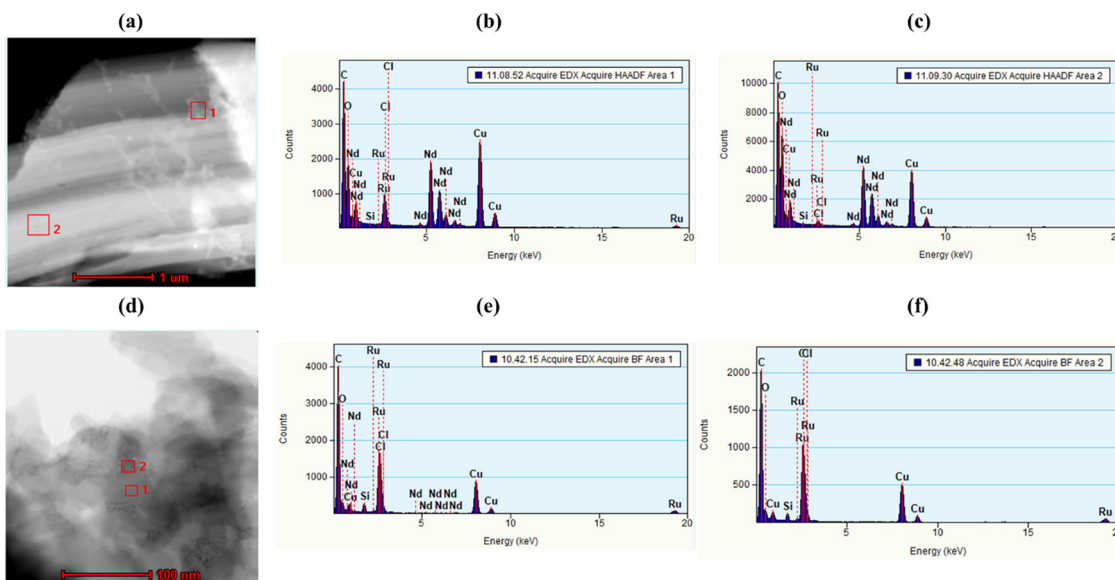 (a)
(b)
(c)
1
2
1 um
11.08.52 Acquire EDX Acquire HAADF Area 1
Counts
4000
3000
2000
1000
C
O
Nd
Cu
Nd
Nd
Si
Ru
Ru
Ru
Cl
Cl
Nd
Nd
Nd
Nd
Nd
Cu
Cu
Ru
5
10
15
20
Energy (keV)
11.09.30 Acquire EDX Acquire HAADF Area 2
Counts
10000
8000
6000
4000
2000
C
O
Nd
Cu
Nd
Nd
Si
Ru
Ru
Ru
Cl
Cl
Nd
Nd
Nd
Nd
Nd
Nd
Cu
Cu
5
10
15
Energy (keV)
(d)
(e)
(f)
2
1
100 nm
10.42.15 Acquire EDX Acquire BF Area 1
Counts
4000
3000
2000
1000
C
O
Nd
Nd
Nd
Cu
Si
Ru
Ru
Ru
Ru
Cl
Cl
Nd
Nd
Nd
Nd
Nd
Nd
Cu
Cu
Ru
5
10
15
20
Energy (keV)
10.42.48 Acquire EDX Acquire BF Area 2
Counts
2000
1500
1000
500
C
O
Cu
Si
Ru
Ru
Ru
Cl
Cu
Cu
Ru
5
10
15
Energy (keV)